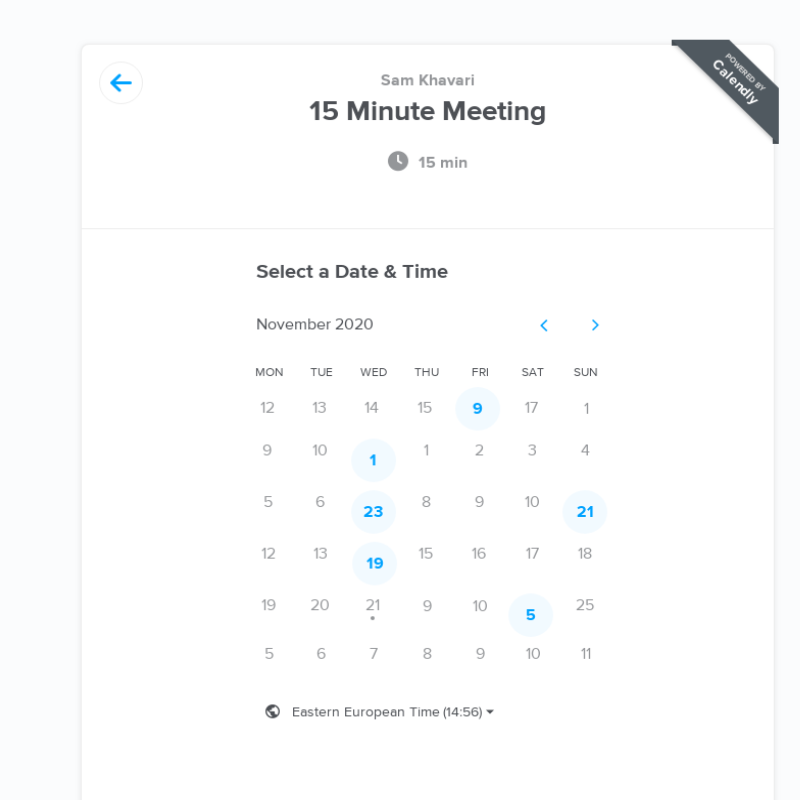 Sam Khavari
POWERED BY
Calendly
15 Minute Meeting
15 min
Select a Date & Time
November 2020
MON TUE WED THU FRI SAT SUN
12 13 14 15 9 17 1
9 10 1 1 2 3 4
5 6 23 8 9 10 21
12 13 19 15 16 17 18
19 20 21 9 10 5 25
5 6 7 8 9 10 11
Eastern European Time (14:56)